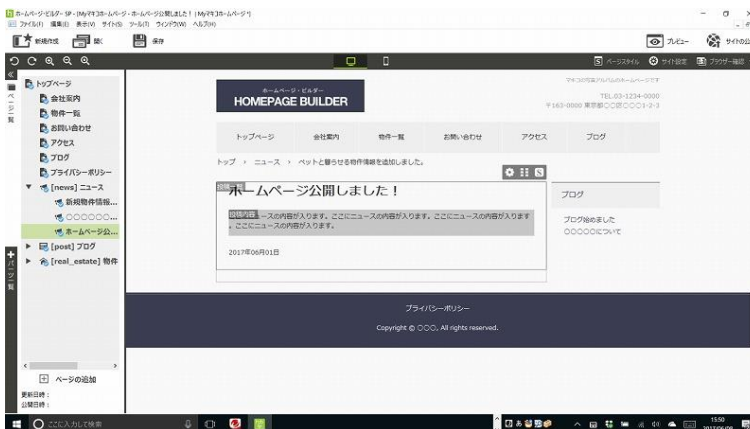 ホームページ・ビルダー SP - [Myマキ]ホームページ - ホームページ公開しました！ | Myマキ]ホームページ *]
ファイル(F) 編集(E) 表示(V) サイト(S) ツール(T) ウィンドウ(W) ヘルプ(H)
新規作成 開く 保存 プレビュー サイトの公
ページスタイル サイト設定 ブラウザー確認
ページ一覧
トップページ
会社案内
物件一覧
お問い合わせ
アクセス
ブログ
プライバシーポリシー
[news] ニュース
新規物件情報...
〇〇〇〇〇〇...
ホームページ公...
[post] ブログ
[real_estate] 物件
パーツ一覧
ページの追加
更新日時：
公開日時：
ホームページ・ビルダー
HOMEPAGE BUILDER
TEL.03-1234-0000
〒163-0000 東京都〇〇区〇〇〇1-2-3
トップページ 会社案内 物件一覧 お問い合わせ アクセス ブログ
トップ › ニュース › ペットと暮らせる物件情報を追加しました。
ホームページ公開しました！
投稿内容
ニュースの内容が入ります。ここにニュースの内容が入ります。ここにニュースの内容が入ります
。ここにニュースの内容が入ります。
2017年06月01日
ブログ
ブログ始めました
〇〇〇〇〇について
プライバシーポリシー
Copyright © 〇〇〇, All rights reserved.
ここに入力して検索
あ
15:50